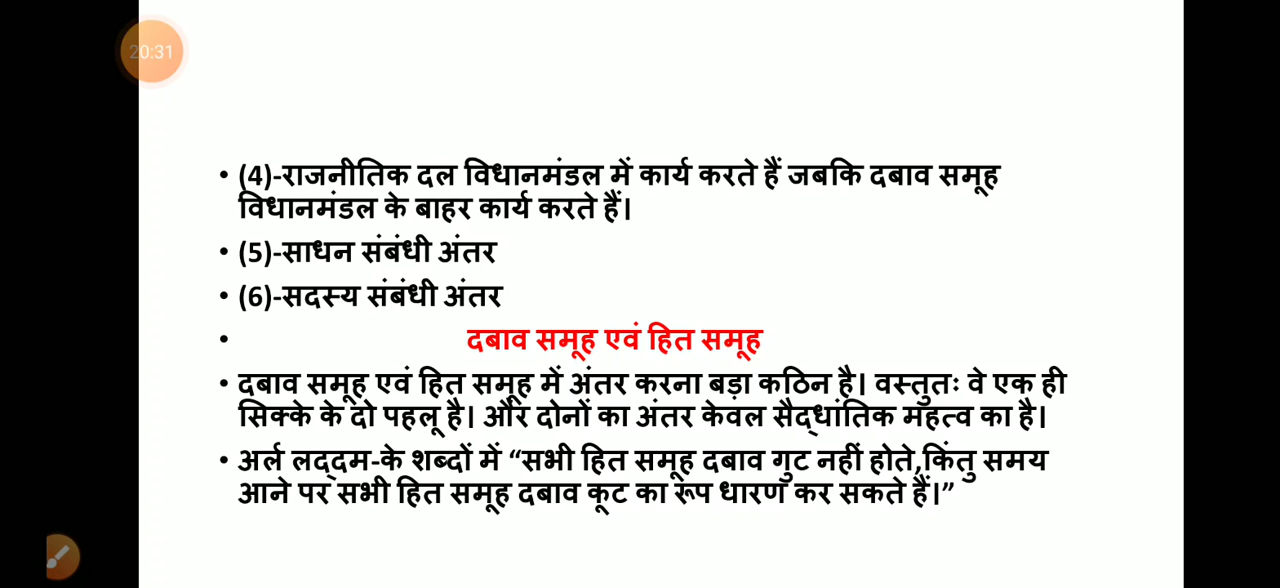 20:31
• (4)-राजनीतिक दल विधानमंडल में कार्य करते हैं जबकि दबाव समूह
विधानमंडल के बाहर कार्य करते हैं।
• (5)-साधन संबंधी अंतर
• (6)-सदस्य संबंधी अंतर
• दबाव समूह एवं हित समूह
• दबाव समूह एवं हित समूह में अंतर करना बड़ा कठिन है। वस्तुतः वे एक ही
सिक्के के दो पहलू है। और दोनों का अंतर केवल सैद्धांतिक महत्व का है।
• अर्ल लद्दम-के शब्दों में “सभी हित समूह दबाव गुट नहीं होते,किंतु समय
आने पर सभी हित समूह दबाव कूट का रूप धारण कर सकते हैं।”